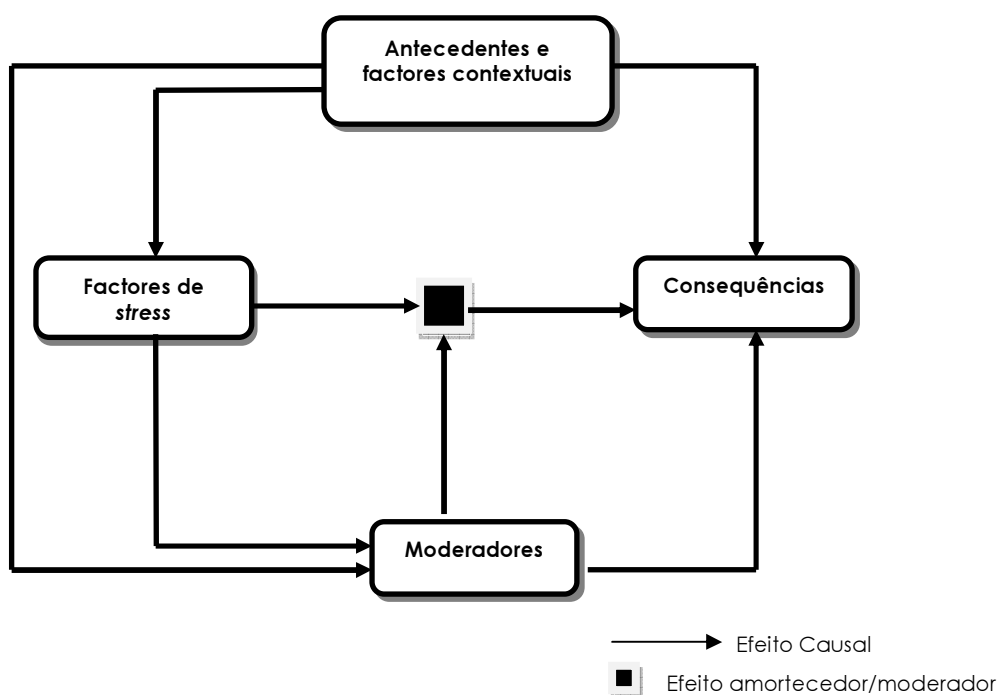 Antecedentes e
factores contextuais
Factores de
stress
Consequências
Moderadores
Efeito Causal
Efeito amortecedor/moderador